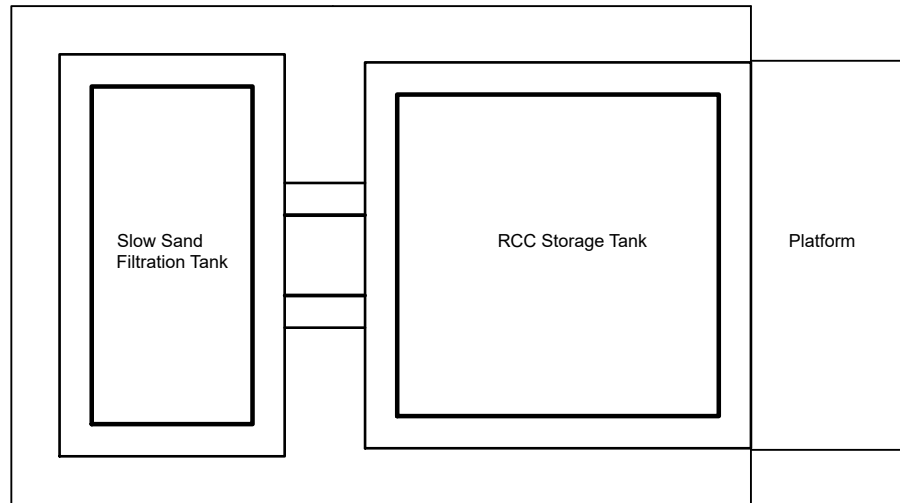 Slow Sand
Filtration Tank
RCC Storage Tank
Platform